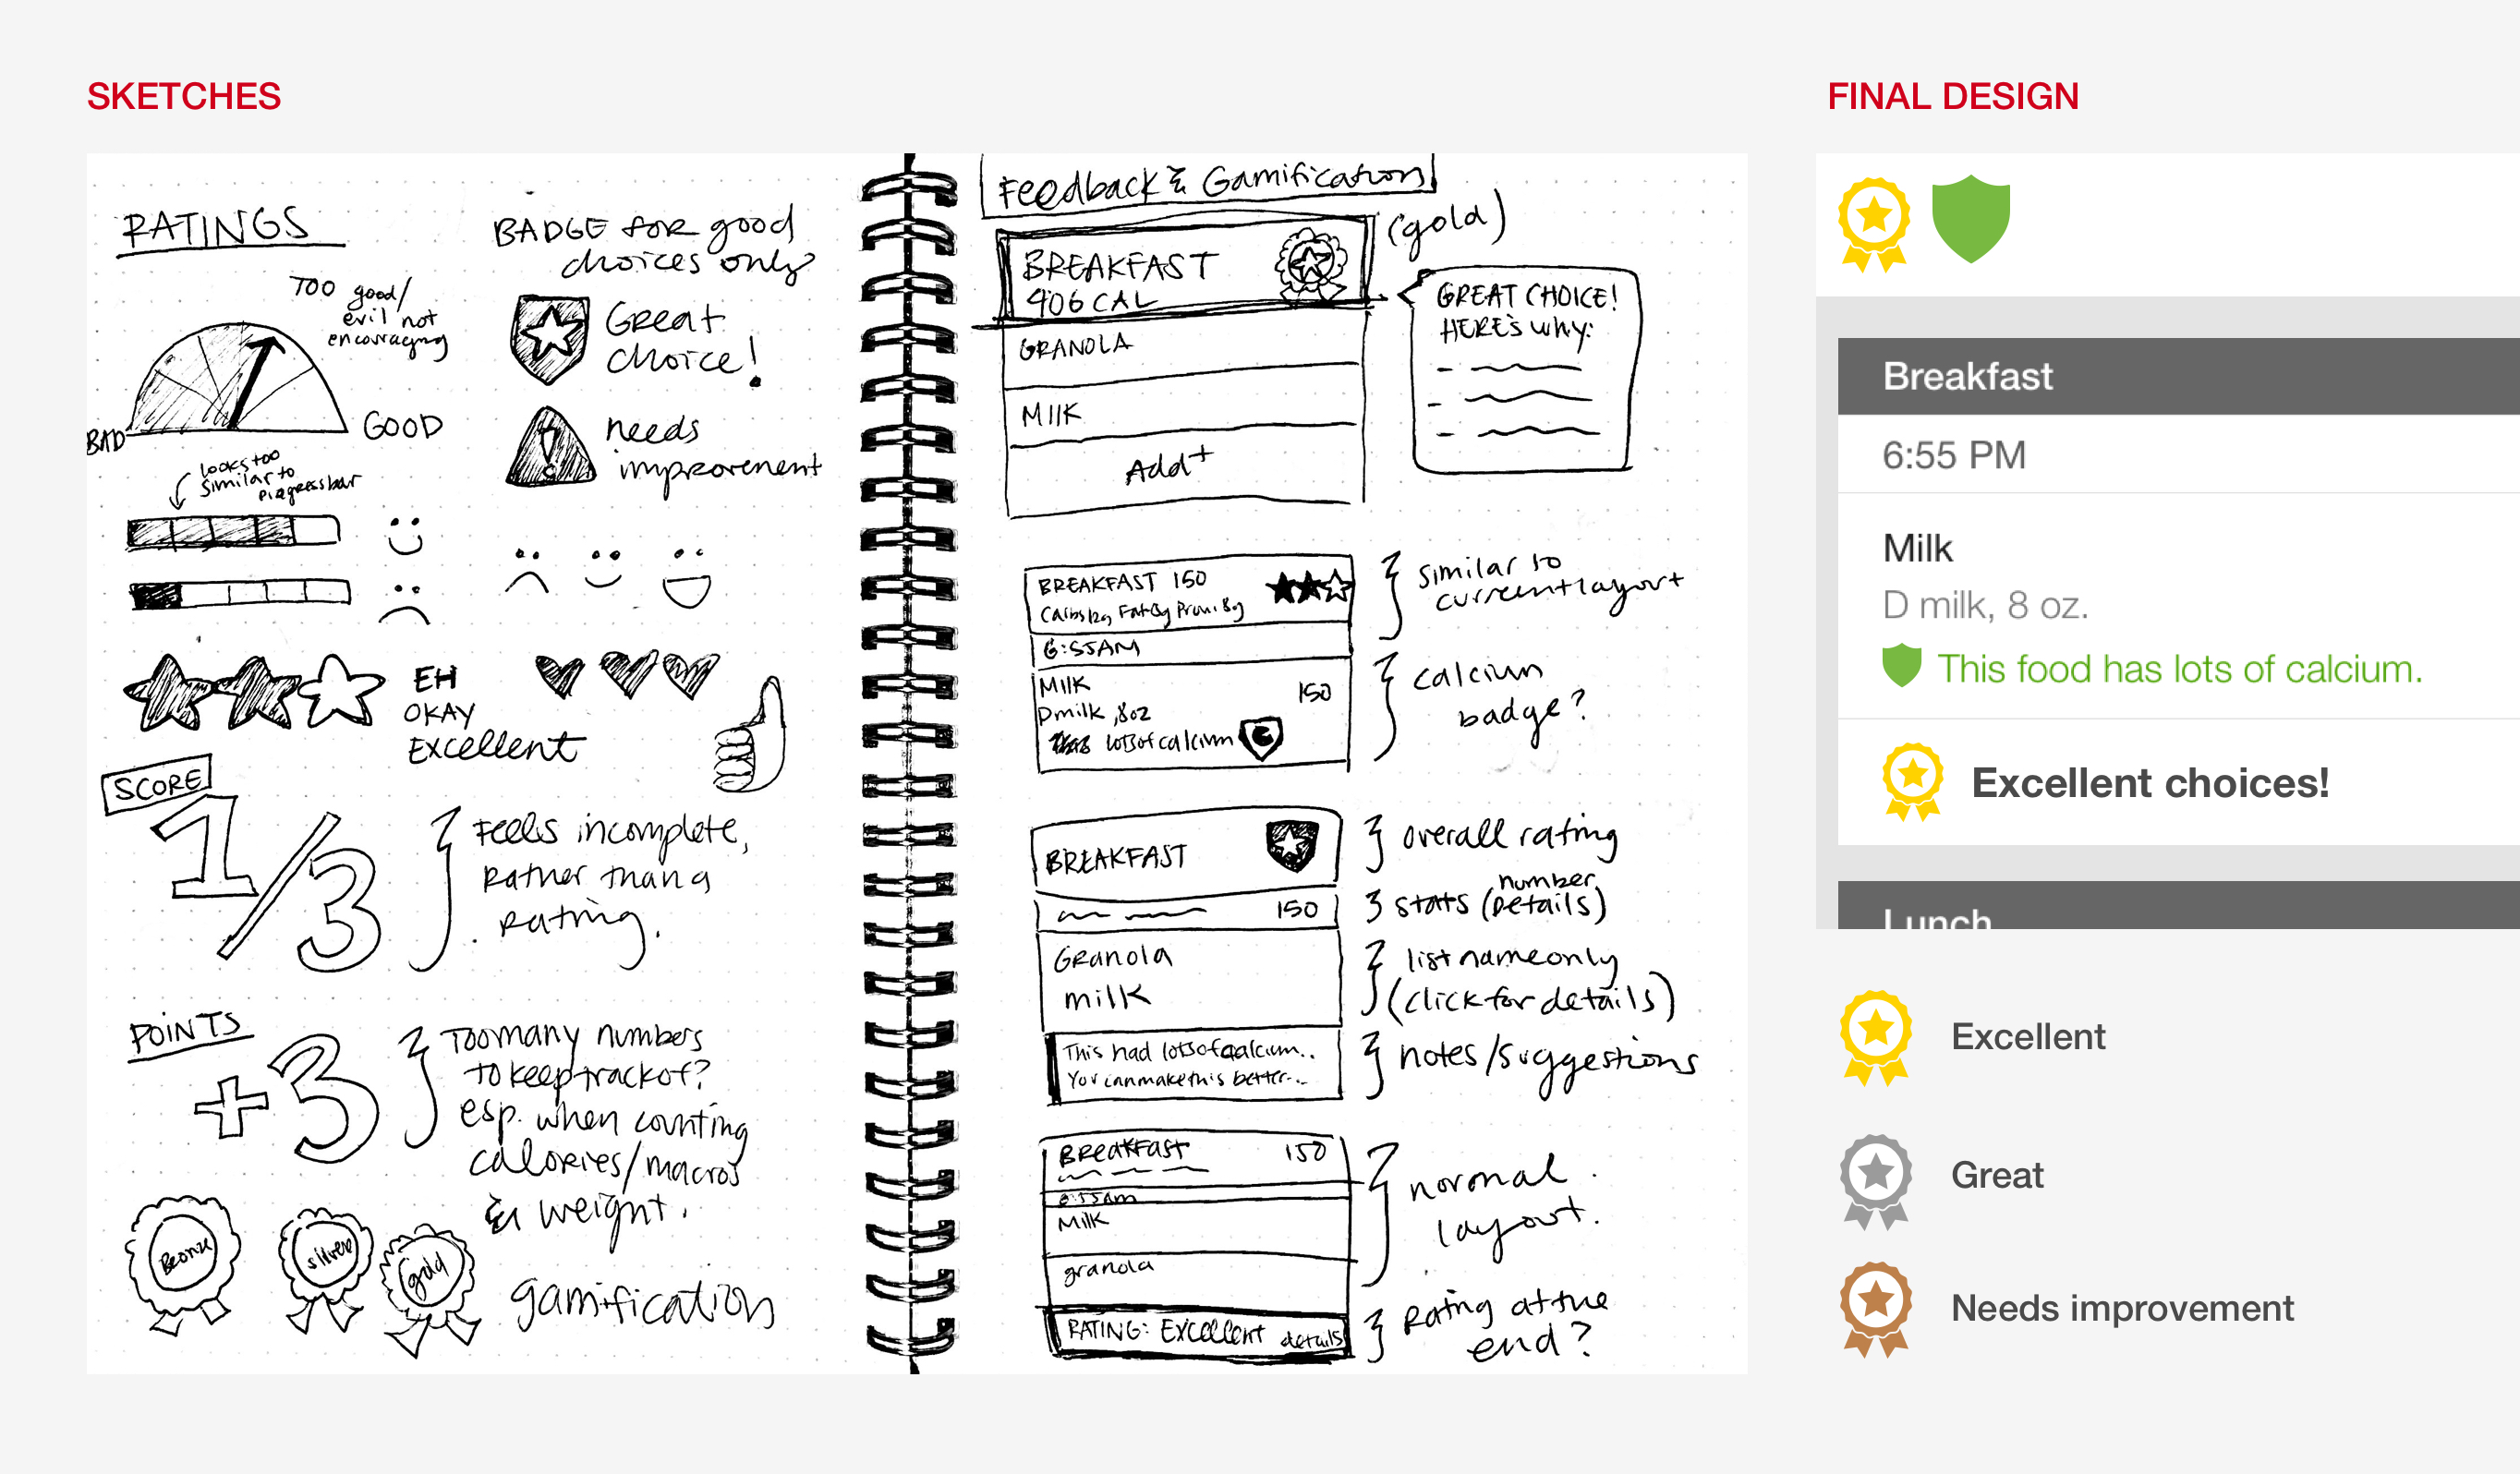 SKETCHES
RATINGS
TOO good/
evil not
encouraging
BAD
GOOD
looks too
similar to
progress bar
BADGE for good
choices only
Great
choice!
needs
improvement
EH
OKAY
Excellent
SCORE
1/3
Feels incomplete,
rather than a
rating.
POINTS
+3
Too many numbers
to keep track of?
esp. when counting
calories/macros
& weight.
Bronze
silver
gold
gamification
Feedback & Gamification
BREAKFAST
406 CAL
(gold)
GRANOLA
MILK
Add+
GREAT CHOICE!
HERE'S Why:
BREAKFAST 150
6:55AM
MILK
150
D milk, 8oz
lots of calcium
C
similar to
current layout
calcium
badge?
BREAKFAST
150
Granola
milk
This had lots of calcium..
You can make this better...
overall rating
number
stats (Details)
list name only
(click for details)
notes/suggestions
Breakfast 150
6:55am
Milk
granola
RATING: Excellent details
normal
layout.
Rating at the
end?
FINAL DESIGN
Breakfast
6:55 PM
Milk
D milk, 8 oz.
This food has lots of calcium.
Excellent choices!
Lunch
Excellent
Great
Needs improvement